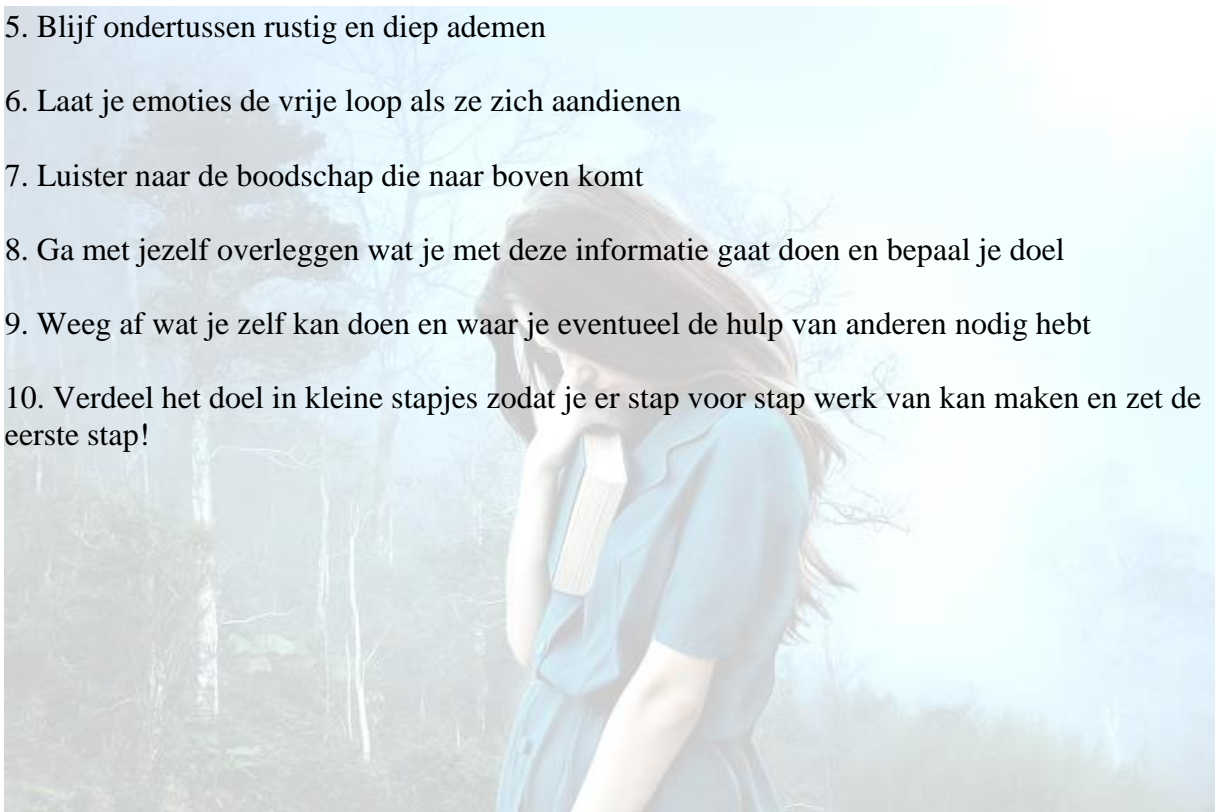 5. Blijf ondertussen rustig en diep ademen
6. Laat je emoties de vrije loop als ze zich aandienen
7. Luister naar de boodschap die naar boven komt
8. Ga met jezelf overleggen wat je met deze informatie gaat doen en bepaal je doel
9. Weeg af wat je zelf kan doen en waar je eventueel de hulp van anderen nodig hebt
10. Verdeel het doel in kleine stapjes zodat je er stap voor stap werk van kan maken en zet de
eerste stap!